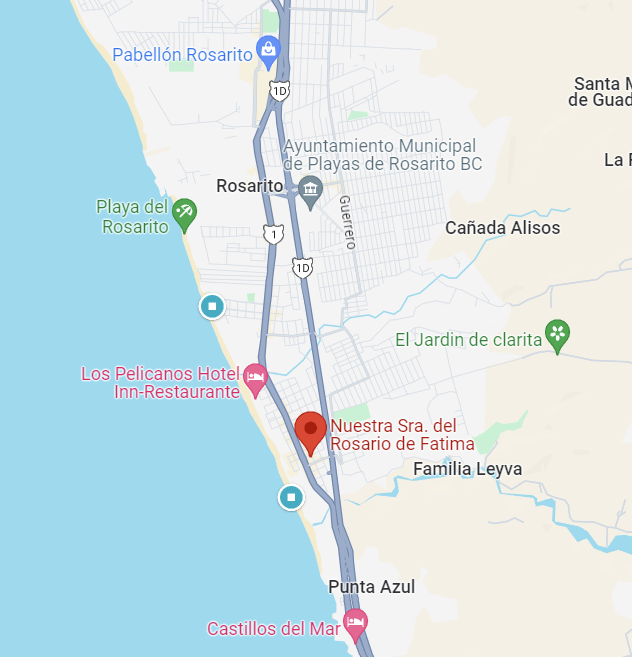 Pabellón Rosarito
Santa M
de Guad
1D
Ayuntamiento Municipal
de Playas de Rosarito BC
La F
Rosarito
Guerrero
Playa del
Rosarito
Cañada Alisos
1
1D
El Jardin de clarita
Los Pelicanos Hotel
Inn-Restaurante
Nuestra Sra. del
Rosario de Fatima
Familia Leyva
Punta Azul
Castillos del Mar